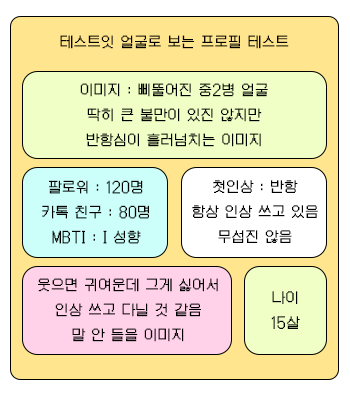 테스트잇 얼굴로 보는 프로필 테스트
이미지 : 삐뚤어진 중2병 얼굴
딱히 큰 불만이 있진 않지만
반항심이 흘러넘치는 이미지
팔로워 : 120명
카톡 친구 : 80명
MBTI : I 성향
첫인상 : 반항
항상 인상 쓰고 있음
무섭진 않음
웃으면 귀여운데 그게 싫어서
인상 쓰고 다닐 것 같음
말 안 들을 이미지
나이
15살